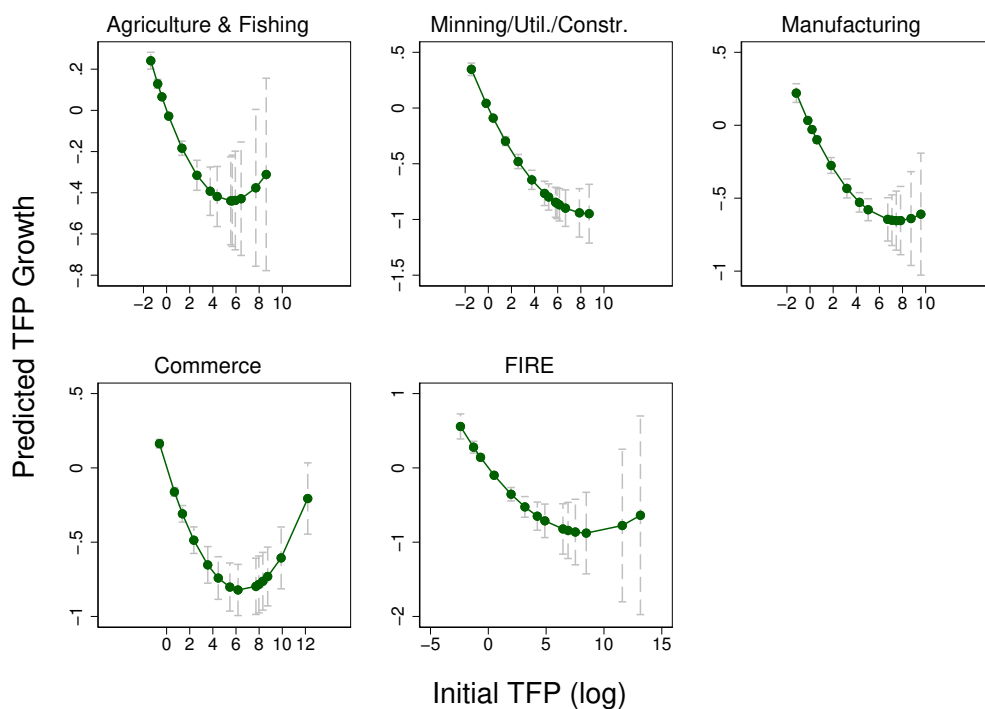 Agriculture & Fishing
Minning/Util./Constr.
Manufacturing
.2
0
-.2
-.4
-.6
-.8
-2 0 2 4 6 8 10
.5
0
-.5
-1
-1.5
-2 0 2 4 6 8 10
.5
0
-.5
-1
-2 0 2 4 6 8 10
Predicted TFP Growth
Commerce
FIRE
.5
0
-.5
-1
0 2 4 6 8 10 12
1
0
-1
-2
-5 0 5 10 15
Initial TFP (log)